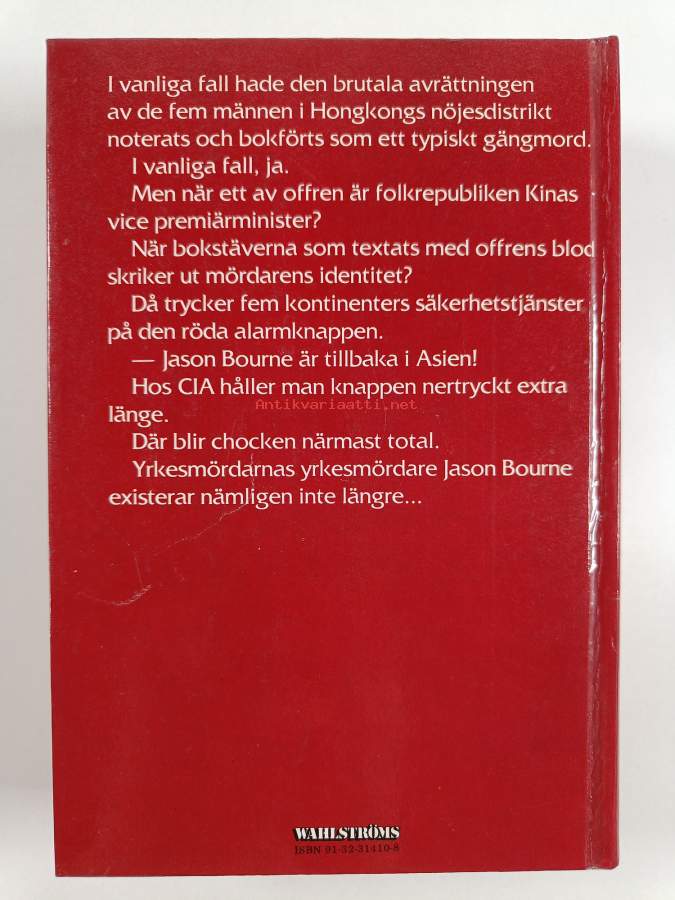 I vanliga fall hade den brutala avrättningen
av de fem männen i Hongkongs nöjesdistrikt
noterats och bokförts som ett typiskt gängmord.
I vanliga fall, ja.
Men när ett av offren är folkrepubliken Kinas
vice premiärminister?
När bokstäverna som textats med offrens blod
skriker ut mördarens identitet?
Då trycker fem kontinenters säkerhetstjänster
på den röda alarmknappen.
— Jason Bourne är tillbaka i Asien!
Hos CIA håller man knappen nertryckt extra
länge.
Antikvariaatti.net
Där blir chocken närmast total.
Yrkesmördarnas yrkesmördare Jason Bourne
existerar nämligen inte längre...
WAHLSTRÖMS
ISBN 91-32-31410-8